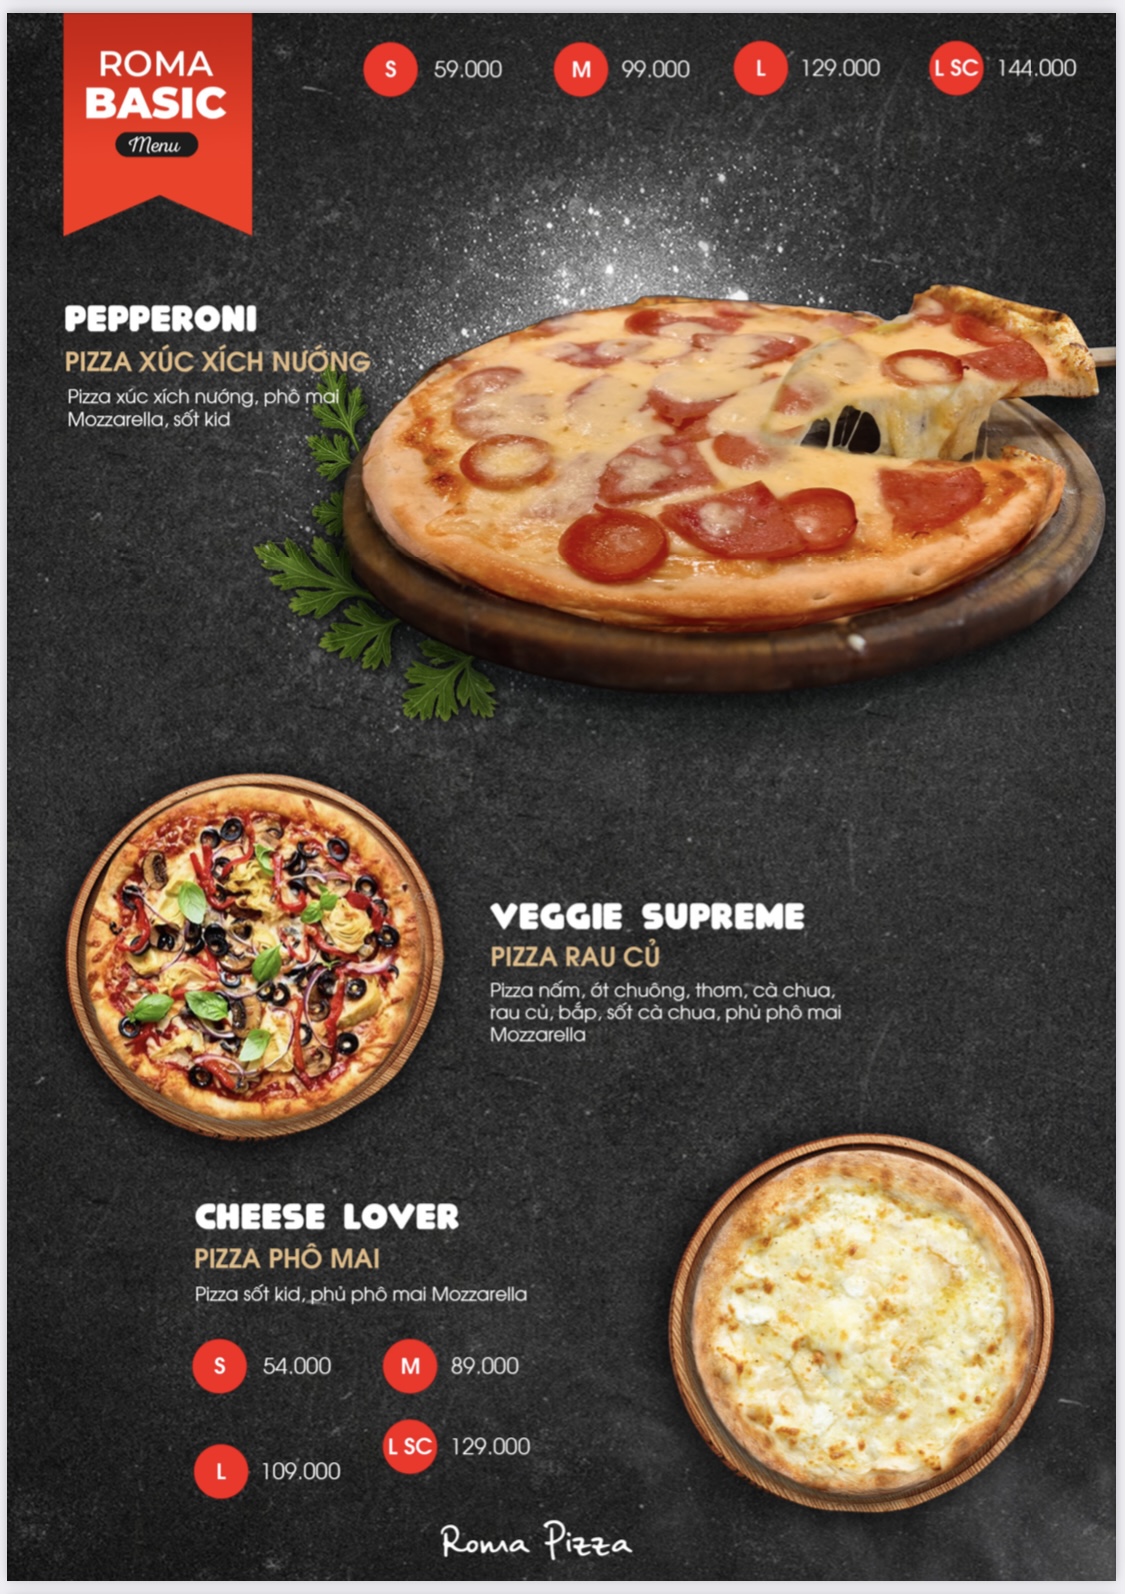 ROMA
BASIC
Menu
S 59.000 M 99.000 L 129.000 L SC 144.000
PEPPERONI
PIZZA XÚC XÍCH NƯỚNG
Pizza xúc xích nướng, phô mai
Mozzarella, sốt kid
VEGGIE SUPREME
PIZZA RAU CỦ
Pizza nấm, ớt chuông, thơm, cà chua,
rau củ, bắp, sốt cà chua, phủ phô mai
Mozzarella
CHEESE LOVER
PIZZA PHÔ MAI
Pizza sốt kid, phủ phô mai Mozzarella
S 54.000 M 89.000
L SC 129.000
L 109.000
Roma Pizza